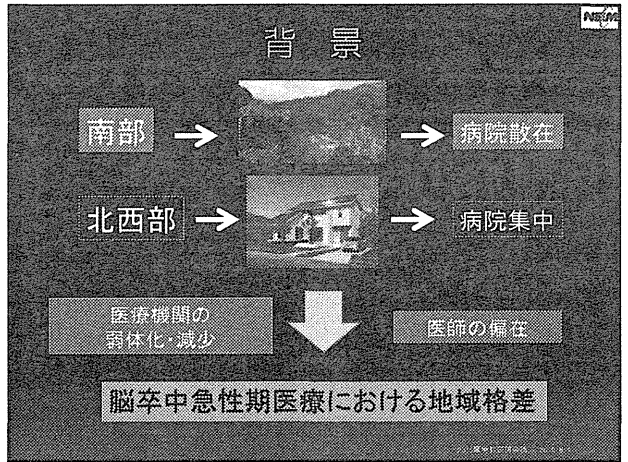 背景
南部 → → 病院散在
北西部 → → 病院集中
医療機関の
弱体化・減少
医師の偏在
脳卒中急性期医療における地域格差